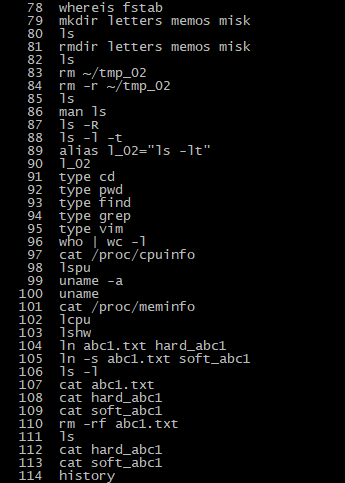 78 whereis fstab
79 mkdir letters memos misk
80 ls
81 rmdir letters memos misk
82 ls
83 rm ~/tmp_02
84 rm -r ~/tmp_02
85 ls
86 man ls
87 ls -R
88 ls -l -t
89 alias l_02="ls -lt"
90 l_02
91 type cd
92 type pwd
93 type find
94 type grep
95 type vim
96 who | wc -l
97 cat /proc/cpuinfo
98 lspu
99 uname -a
100 uname
101 cat /proc/meminfo
102 lcpu
103 lshw
104 ln abc1.txt hard_abc1
105 ln -s abc1.txt soft_abc1
106 ls -l
107 cat abc1.txt
108 cat hard_abc1
109 cat soft_abc1
110 rm -rf abc1.txt
111 ls
112 cat hard_abc1
113 cat soft_abc1
114 history